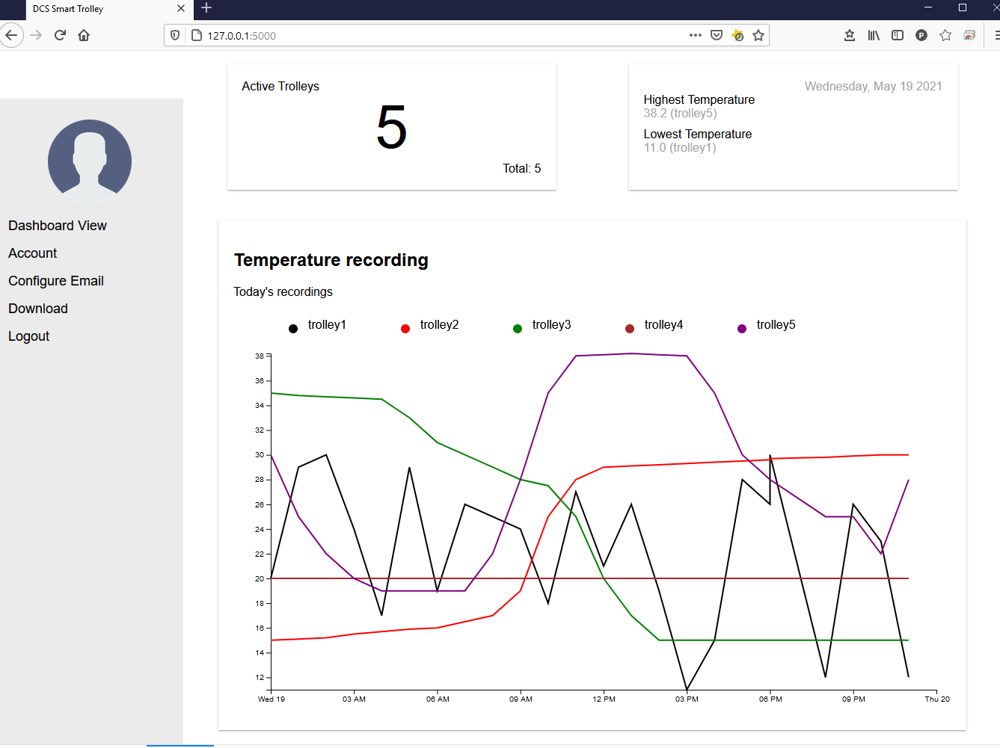 DCS Smart Trolley
127.0.0.1:5000
P
Dashboard View
Account
Configure Email
Download
Logout
Active Trolleys
5
Total: 5
Wednesday, May 19 2021
Highest Temperature
38.2 (trolley5)
Lowest Temperature
11.0 (trolley1)
Temperature recording
Today's recordings
trolley1 trolley2 trolley3 trolley4 trolley5
38
36
34
32
30
28
26
24
22
20
18
16
14
12
Wed 19 03 AM 06 AM 09 AM 12 PM 03 PM 06 PM 09 PM Thu 20